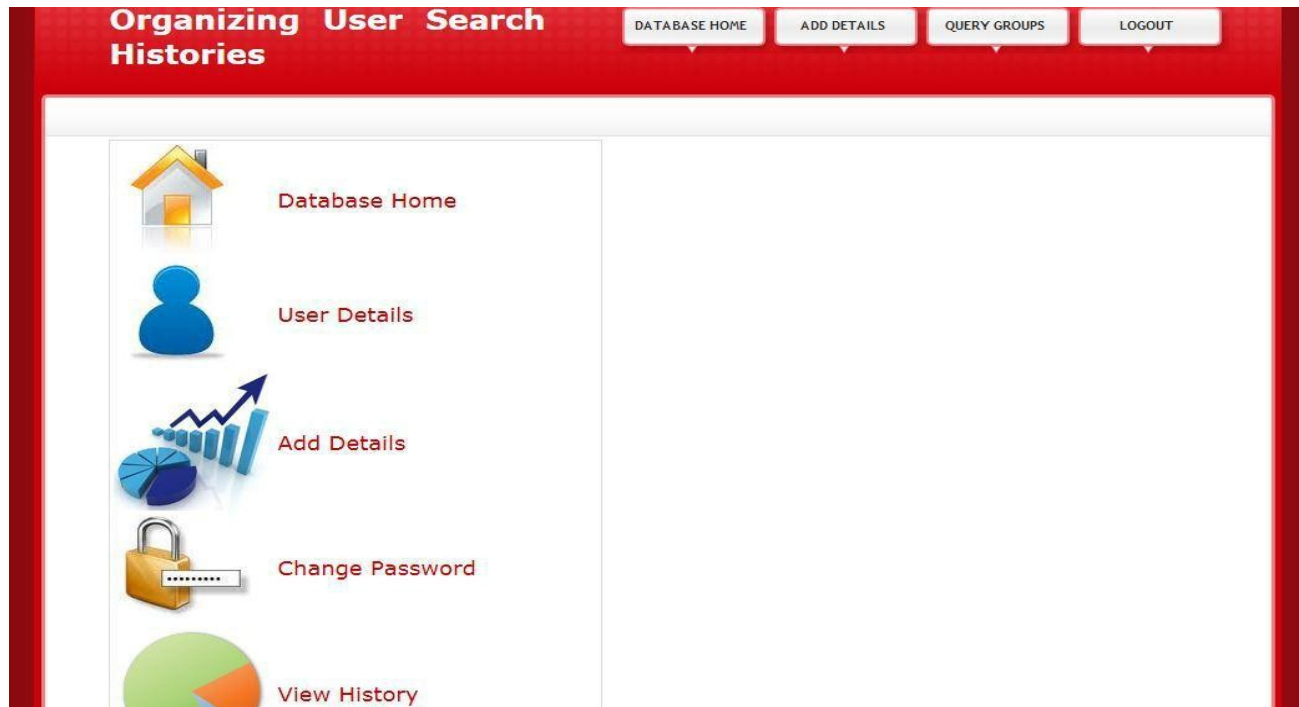 Organizing User Search
Histories
DATABASE HOME
ADD DETAILS
QUERY GROUPS
LOGOUT
Database Home
User Details
Add Details
Change Password
View History